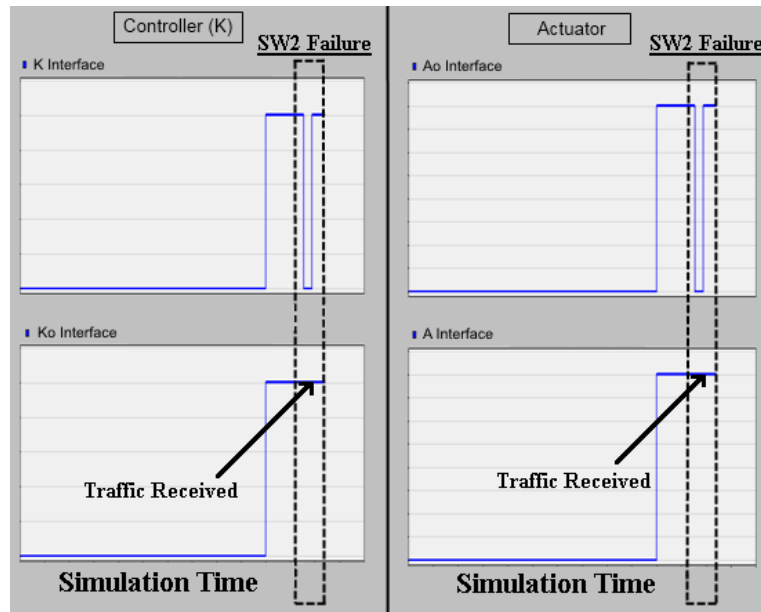 Controller (K)
SW2 Failure
K Interface
Ko Interface
Traffic Received
Simulation Time
Actuator
SW2 Failure
Ao Interface
A Interface
Traffic Received
Simulation Time